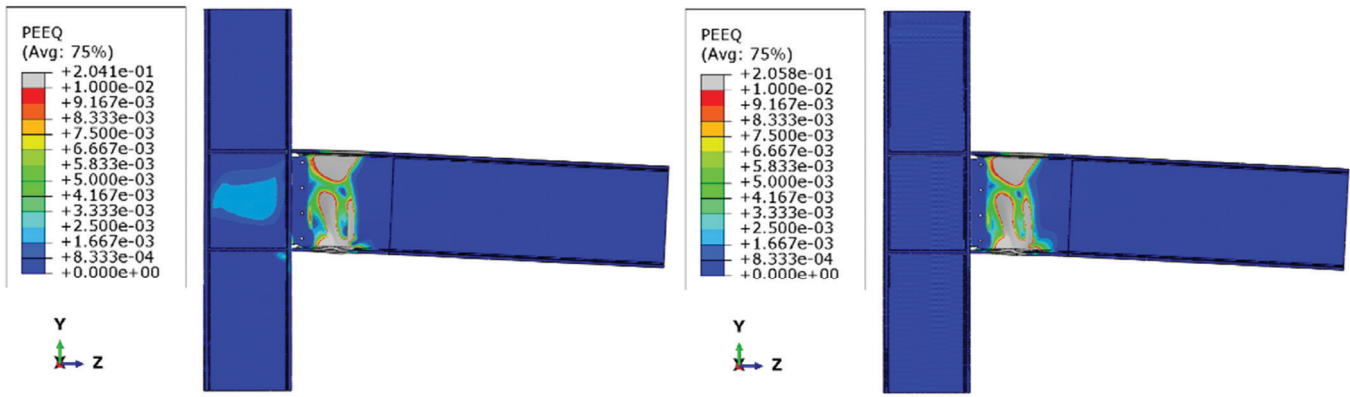 PEEQ
(Avg: 75%)
+2.041e-01
+1.000e-02
+9.167e-03
+8.333e-03
+7.500e-03
+6.667e-03
+5.833e-03
+5.000e-03
+4.167e-03
+3.333e-03
+2.500e-03
+1.667e-03
+8.333e-04
+0.000e+00
Y
X
Z
PEEQ
(Avg: 75%)
+2.058e-01
+1.000e-02
+9.167e-03
+8.333e-03
+7.500e-03
+6.667e-03
+5.833e-03
+5.000e-03
+4.167e-03
+3.333e-03
+2.500e-03
+1.667e-03
+8.333e-04
+0.000e+00
Y
X
Z